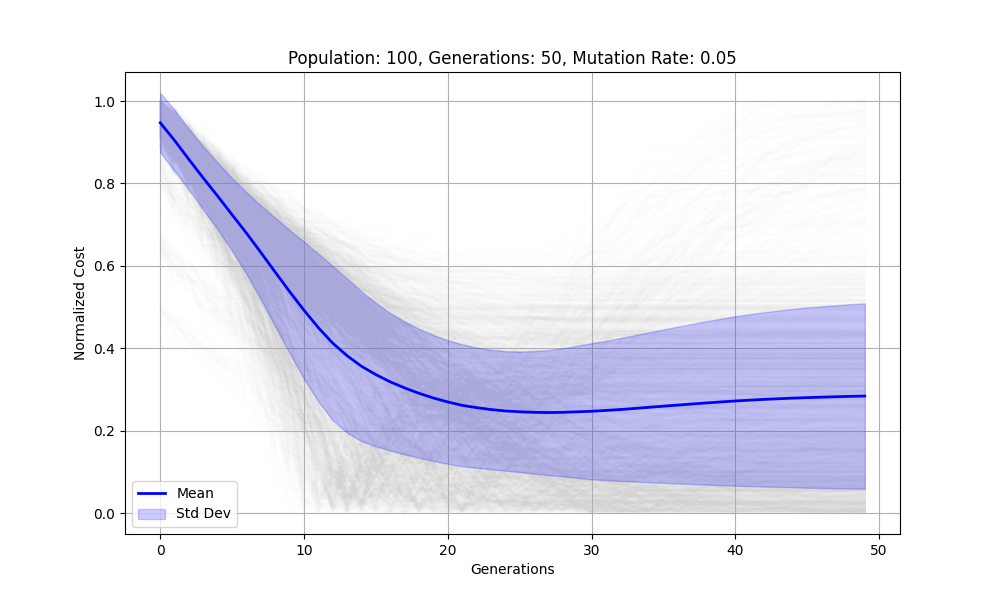 Population: 100, Generations: 50, Mutation Rate: 0.05
Normalized Cost
1.0
0.8
0.6
0.4
0.2
0.0
Mean
Std Dev
0 10 20 30 40 50
Generations